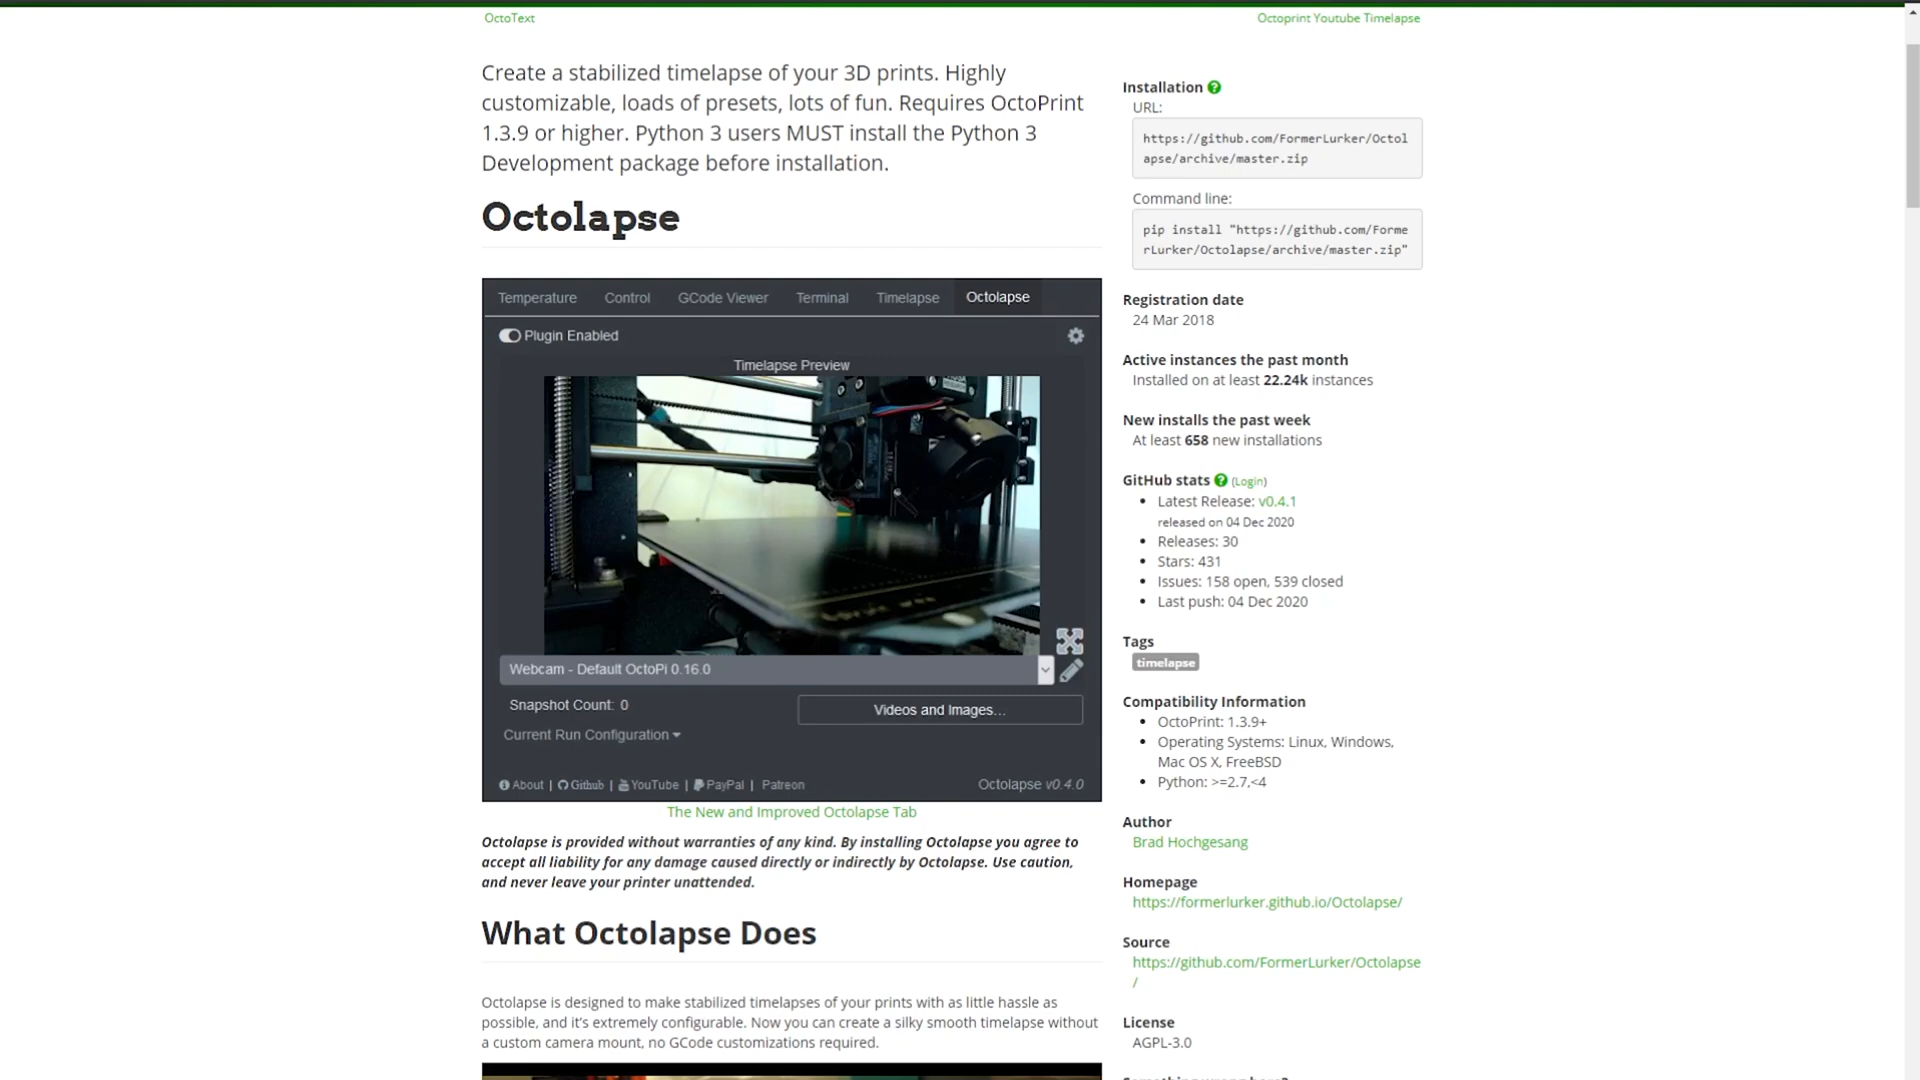 OctoText
Octoprint Youtube Timelapse
Create a stabilized timelapse of your 3D prints. Highly
customizable, loads of presets, lots of fun. Requires OctoPrint
1.3.9 or higher. Python 3 users MUST install the Python 3
Development package before installation.
Octolapse
Temperature
Control
GCode Viewer
Terminal
Timelapse
Octolapse
Plugin Enabled
Timelapse Preview
Webcam - Default OctoPi 0.16.0
Snapshot Count: 0
Videos and Images...
Current Run Configuration
About | Github | YouTube | PayPal | Patreon
Octolapse v0.4.0
The New and Improved Octolapse Tab
Octolapse is provided without warranties of any kind. By installing Octolapse you agree to
accept all liability for any damage caused directly or indirectly by Octolapse. Use caution,
and never leave your printer unattended.
What Octolapse Does
Octolapse is designed to make stabilized timelapses of your prints with as little hassle as
possible, and it's extremely configurable. Now you can create a silky smooth timelapse without
a custom camera mount, no GCode customizations required.
Installation ?
URL:
https://github.com/FormerLurker/Octol
apse/archive/master.zip
Command line:
pip install "https://github.com/Forme
rLurker/Octolapse/archive/master.zip"
Registration date
24 Mar 2018
Active instances the past month
Installed on at least 22.24k instances
New installs the past week
At least 658 new installations
GitHub stats ? (Login)
Latest Release: v0.4.1
released on 04 Dec 2020
Releases: 30
Stars: 431
Issues: 158 open, 539 closed
Last push: 04 Dec 2020
Tags
timelapse
Compatibility Information
OctoPrint: 1.3.9+
Operating Systems: Linux, Windows,
Mac OS X, FreeBSD
Python: >=2.7,<4
Author
Brad Hochgesang
Homepage
https://formerlurker.github.io/Octolapse/
Source
https://github.com/FormerLurker/Octolapse
/
License
AGPL-3.0